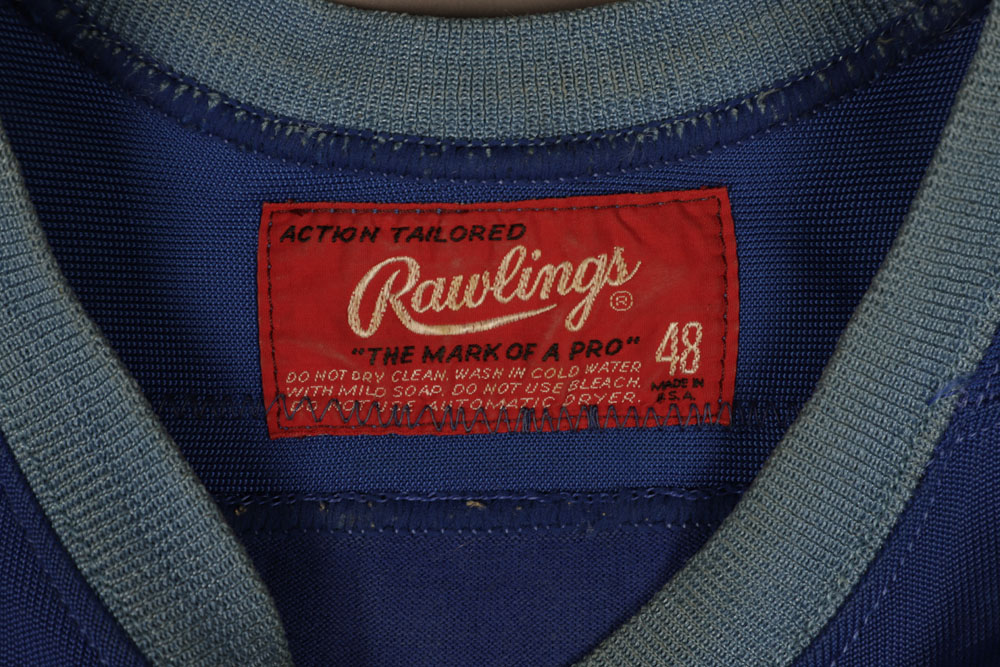 ACTION TAILORED
Rawlings ®
"THE MARK OF A PRO" 48
DO NOT DRY CLEAN, WASH IN COLD WATER
WITH MILD SOAP, DO NOT USE BLEACH. MADE IN
AUTOMATIC DRYER. U.S.A.